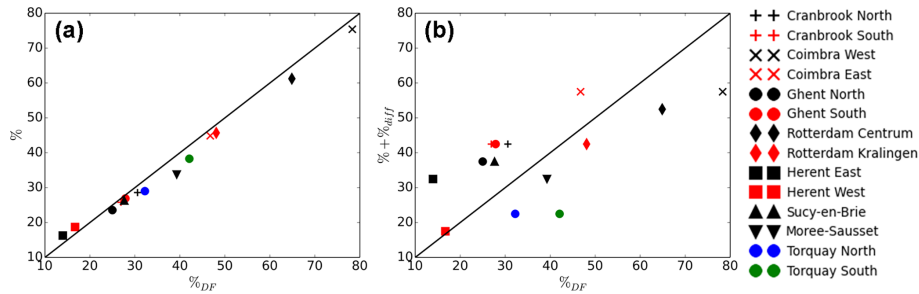 (a)
80
70
60
50
40
30
20
10
%
10 20 30 40 50 60 70 80
%DF
(b)
80
70
60
50
40
30
20
10
% + %diff
10 20 30 40 50 60 70 80
%DF
Cranbrook North
Cranbrook South
Coimbra West
Coimbra East
Ghent North
Ghent South
Rotterdam Centrum
Rotterdam Kralingen
Herent East
Herent West
Sucy-en-Brie
Moree-Sausset
Torquay North
Torquay South